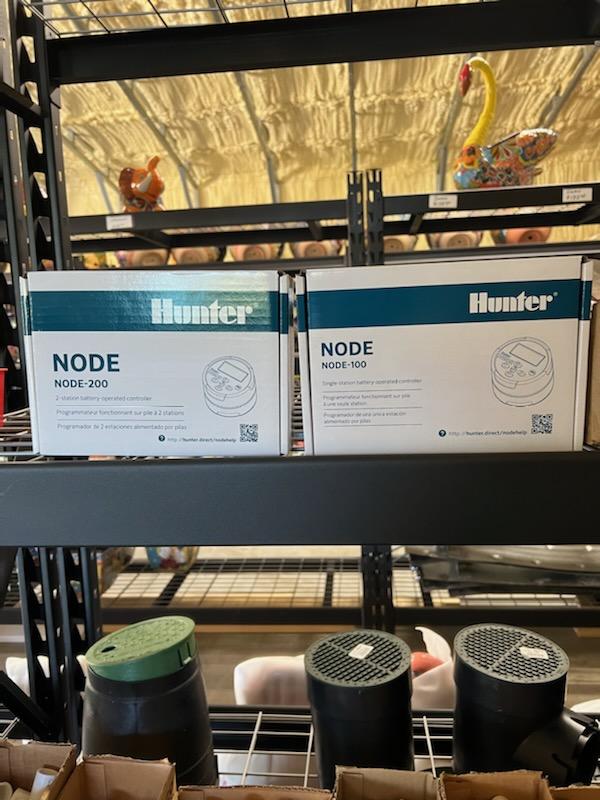 Hunter
NODE
NODE-200
2-station battery-operated controller
Programmateur fonctionnant sur pile à 2 stations
Programador de 2 estaciones alimentado por pilas
http://hunter.direct/nodehelp
Hunter
NODE
NODE-100
Single-station battery-operated controller
Programmateur fonctionnant sur pile
à une seule station
Programador de una única estación
alimentado por pilas
http://hunter.direct/nodehelp